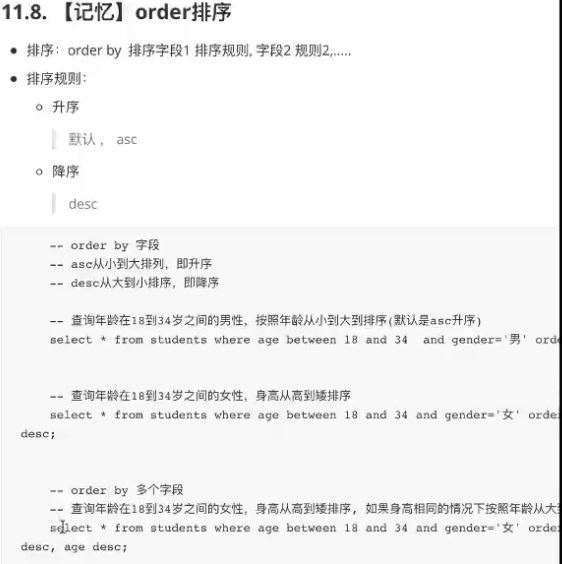 11.8. 【记忆】order排序
排序：order by 排序字段1 排序规则, 字段2 规则2,.....
排序规则：
升序
默认 ， asc
降序
desc
-- order by 字段
-- asc从小到大排列，即升序
-- desc从大到小排序，即降序
-- 查询年龄在18到34岁之间的男性，按照年龄从小到大到排序(默认是asc升序)
select * from students where age between 18 and 34  and gender='男' orde
-- 查询年龄在18到34岁之间的女性，身高从高到矮排序
select * from students where age between 18 and 34 and gender='女' orde
desc;
-- order by 多个字段
-- 查询年龄在18到34岁之间的女性，身高从高到矮排序, 如果身高相同的情况下按照年龄从大
select * from students where age between 18 and 34 and gender='女' orde
desc, age desc;